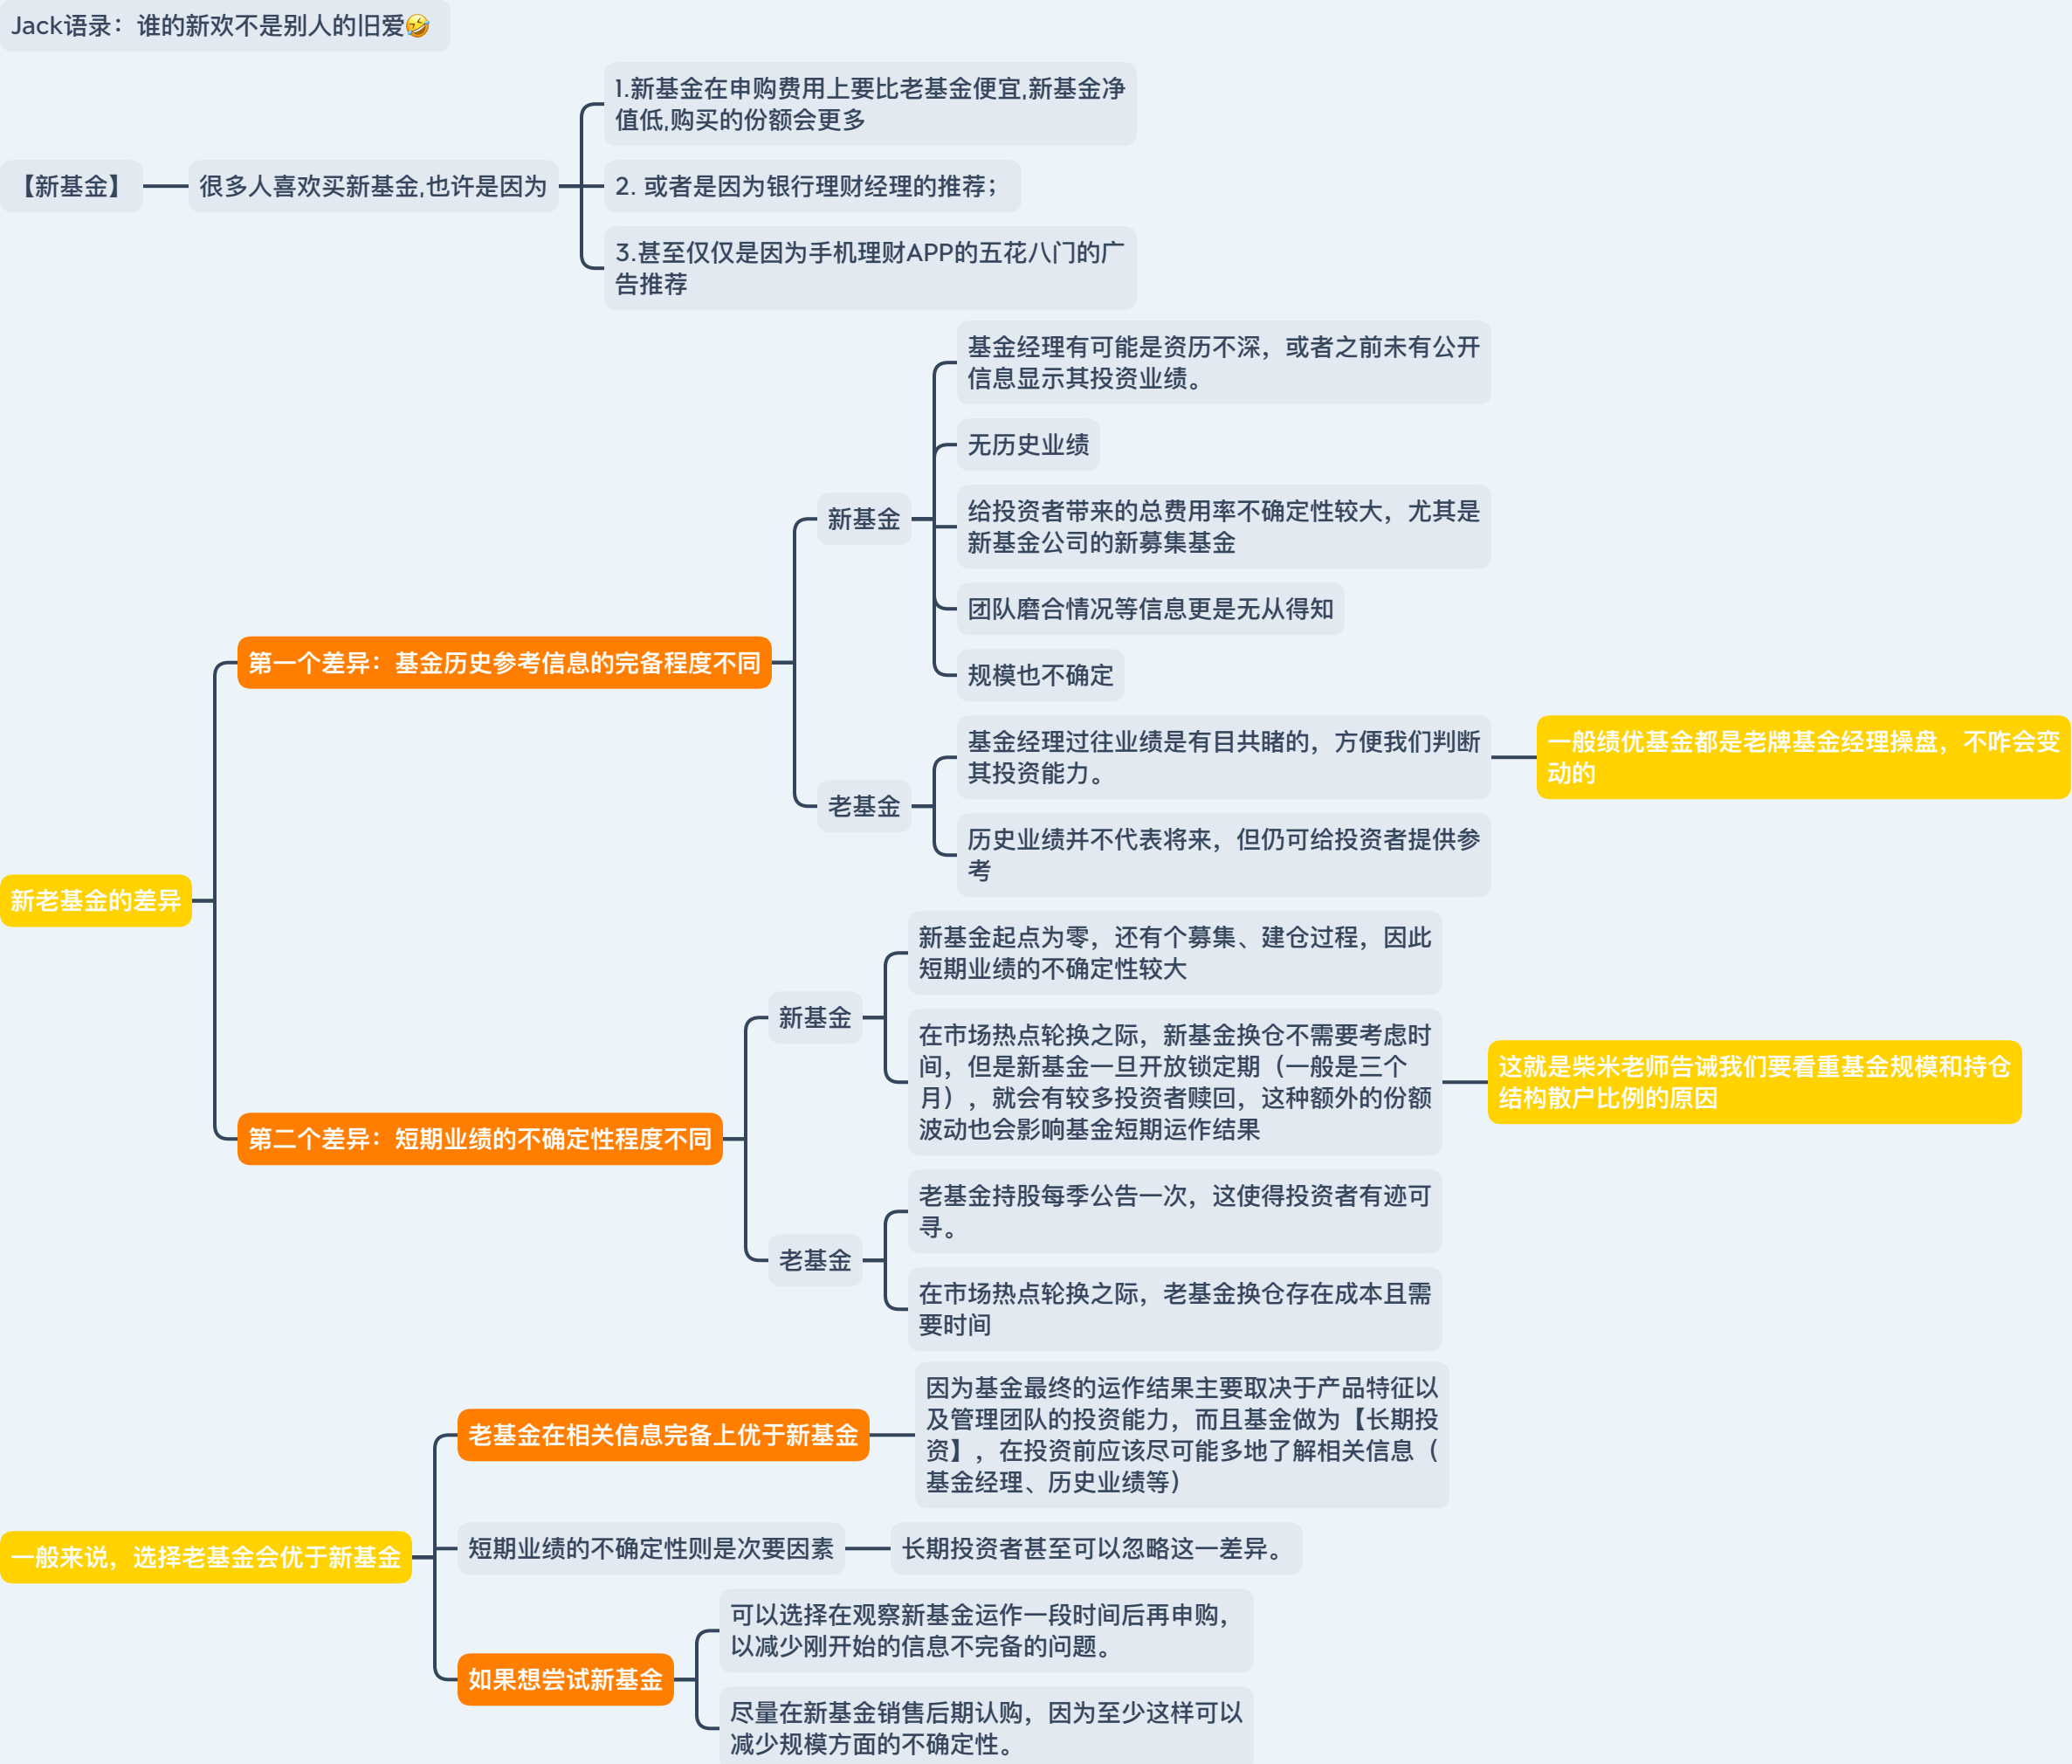 Jack语录：谁的新欢不是别人的旧爱🤣
【新基金】
很多人喜欢买新基金,也许是因为
1.新基金在申购费用上要比老基金便宜,新基金净
值低,购买的份额会更多
2. 或者是因为银行理财经理的推荐；
3.甚至仅仅是因为手机理财APP的五花八门的广
告推荐
新老基金的差异
第一个差异：基金历史参考信息的完备程度不同
新基金
基金经理有可能是资历不深，或者之前未有公开
信息显示其投资业绩。
无历史业绩
给投资者带来的总费用率不确定性较大，尤其是
新基金公司的新募集基金
团队磨合情况等信息更是无从得知
规模也不确定
老基金
基金经理过往业绩是有目共睹的，方便我们判断
其投资能力。
一般绩优基金都是老牌基金经理操盘，不咋会变
动的
历史业绩并不代表将来，但仍可给投资者提供参
考
第二个差异：短期业绩的不确定性程度不同
新基金
新基金起点为零，还有个募集、建仓过程，因此
短期业绩的不确定性较大
在市场热点轮换之际，新基金换仓不需要考虑时
间，但是新基金一旦开放锁定期（一般是三个
月），就会有较多投资者赎回，这种额外的份额
波动也会影响基金短期运作结果
这就是柴米老师告诫我们要看重基金规模和持仓
结构散户比例的原因
老基金
老基金持股每季公告一次，这使得投资者有迹可
寻。
在市场热点轮换之际，老基金换仓存在成本且需
要时间
一般来说，选择老基金会优于新基金
老基金在相关信息完备上优于新基金
因为基金最终的运作结果主要取决于产品特征以
及管理团队的投资能力，而且基金做为【长期投
资】，在投资前应该尽可能多地了解相关信息（
基金经理、历史业绩等）
短期业绩的不确定性则是次要因素
长期投资者甚至可以忽略这一差异。
如果想尝试新基金
可以选择在观察新基金运作一段时间后再申购，
以减少刚开始的信息不完备的问题。
尽量在新基金销售后期认购，因为至少这样可以
减少规模方面的不确定性。